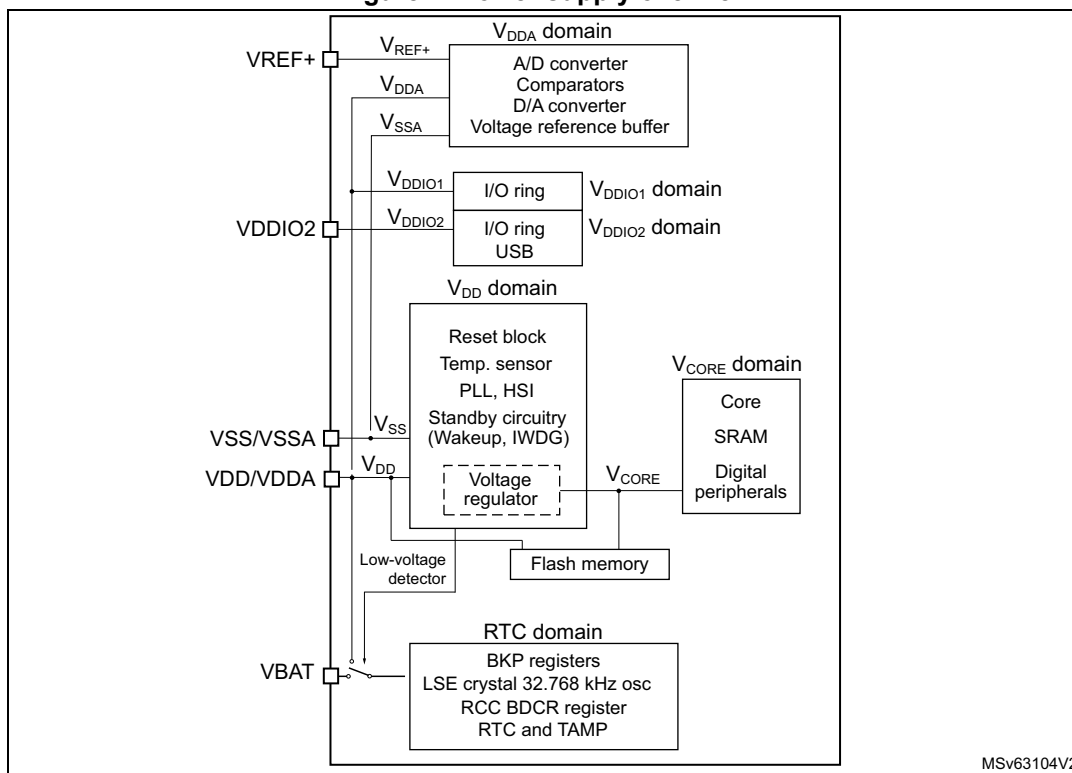 VDDA domain
VREF+
VREF+
A/D converter
Comparators
D/A converter
Voltage reference buffer
VDDA
VSSA
VDDIO1
I/O ring
VDDIO1 domain
VDDIO2
VDDIO2
I/O ring
USB
VDDIO2 domain
VDD domain
Reset block
Temp. sensor
PLL, HSI
Standby circuitry
(Wakeup, IWDG)
Voltage
regulator
VCORE domain
Core
SRAM
Digital
peripherals
VSS/VSSA
VSS
VDD/VDDA
VDD
VCORE
Low-voltage
detector
Flash memory
RTC domain
VBAT
BKP registers
LSE crystal 32.768 kHz osc
RCC BDCR register
RTC and TAMP
MSv63104V2